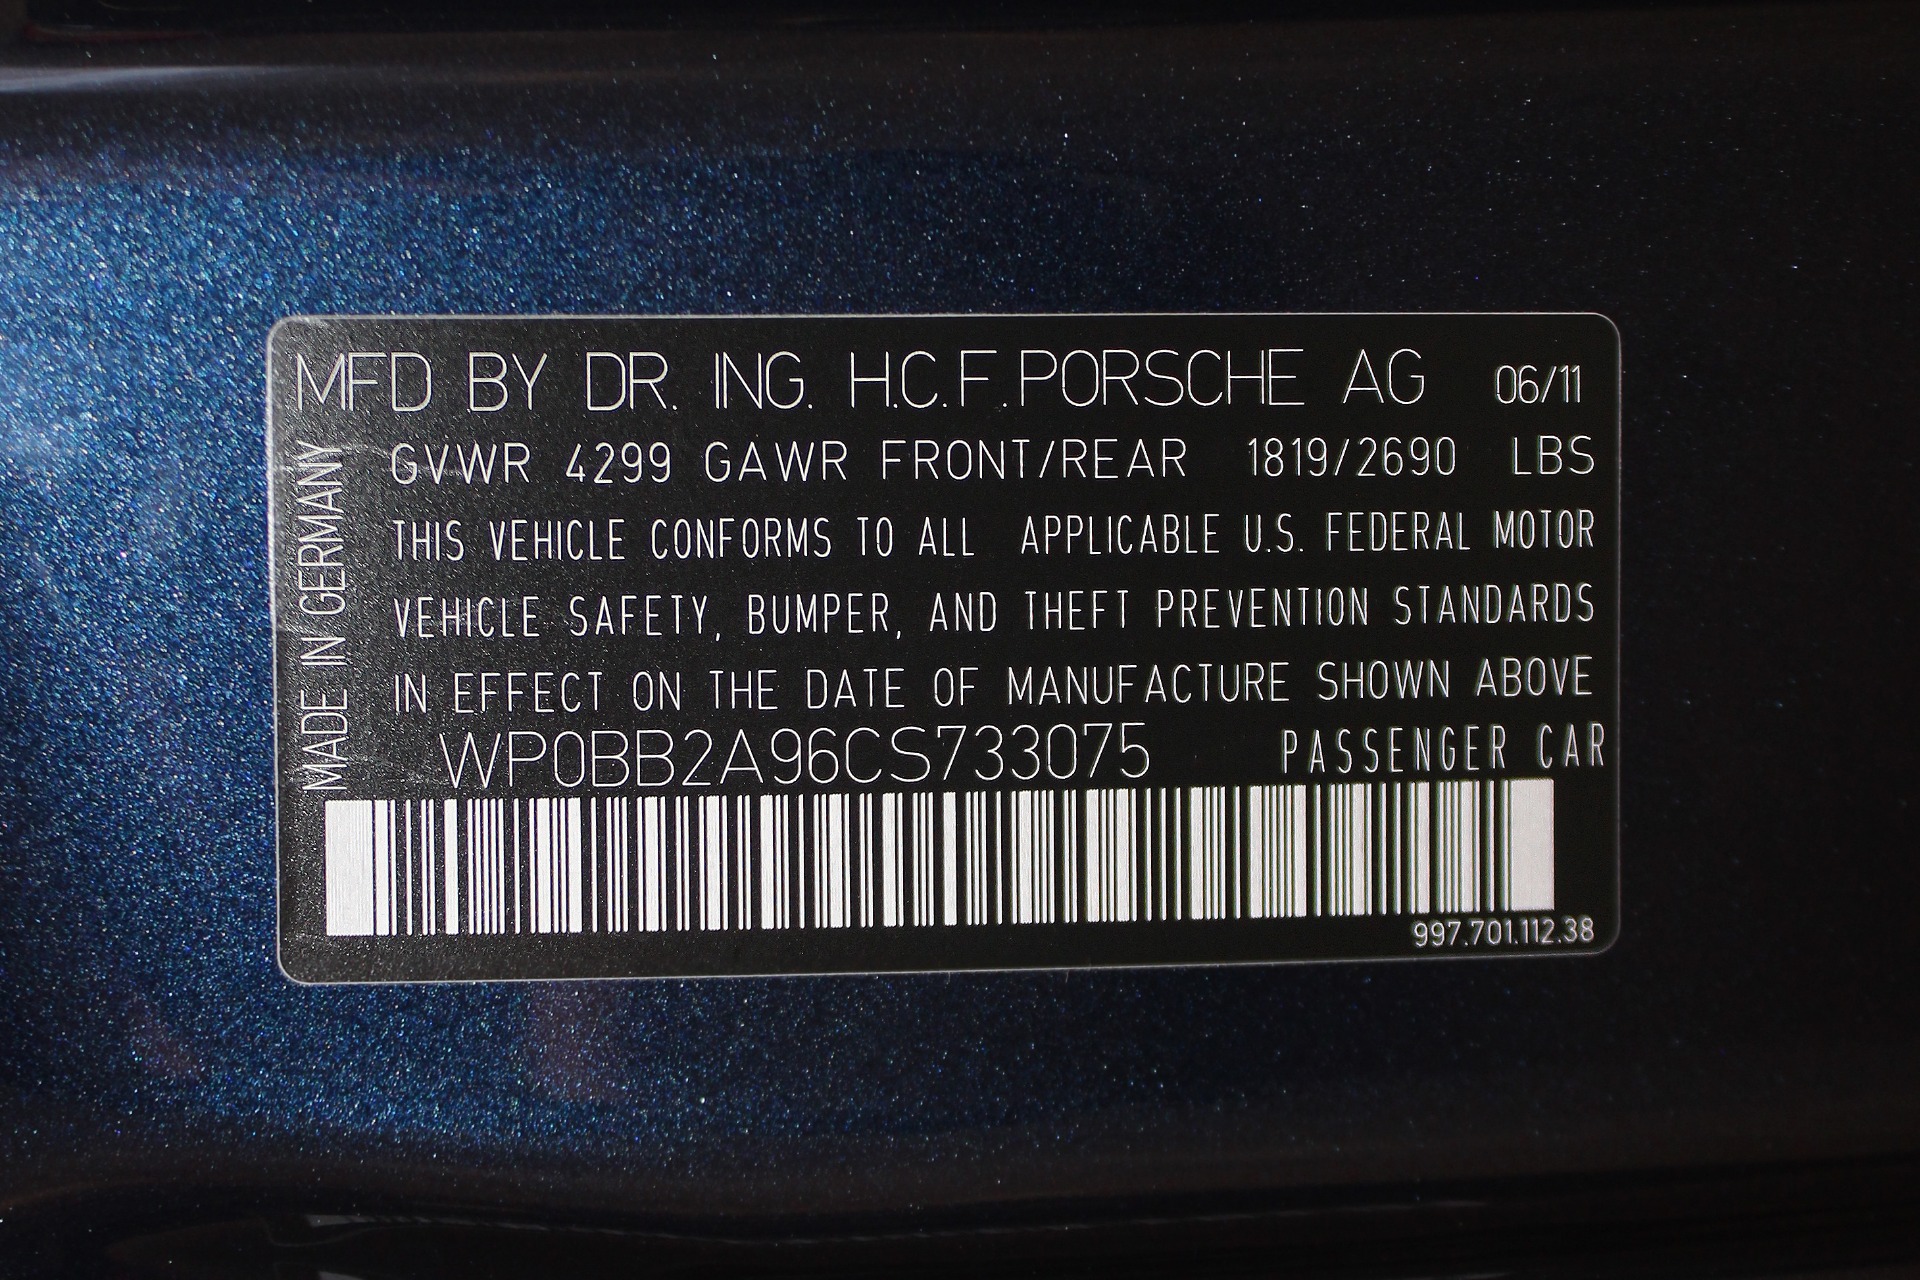 MFD BY DR. ING. H.C.F.PORSCHE AG 06/11
GVWR 4299 GAWR FRONT/REAR 1819/2690 LBS
THIS VEHICLE CONFORMS TO ALL APPLICABLE U.S. FEDERAL MOTOR
VEHICLE SAFETY, BUMPER, AND THEFT PREVENTION STANDARDS
IN EFFECT ON THE DATE OF MANUFACTURE SHOWN ABOVE
WP0BB2A96CS733075 PASSENGER CAR
997.701.112.38
MADE IN GERMANY